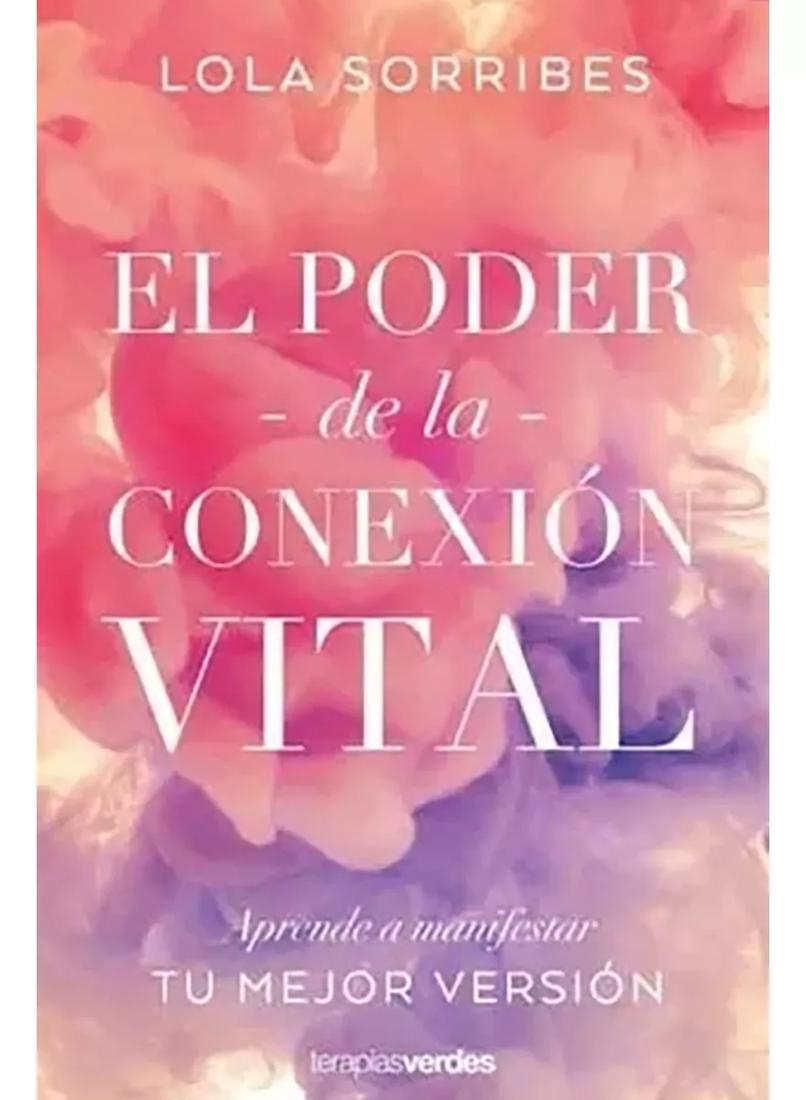 LOLA SORRIBES
EL PODER
- de la -
CONEXIÓN
VITAL
Aprende a manifestar
TU MEJOR VERSIÓN
terapiasverdes